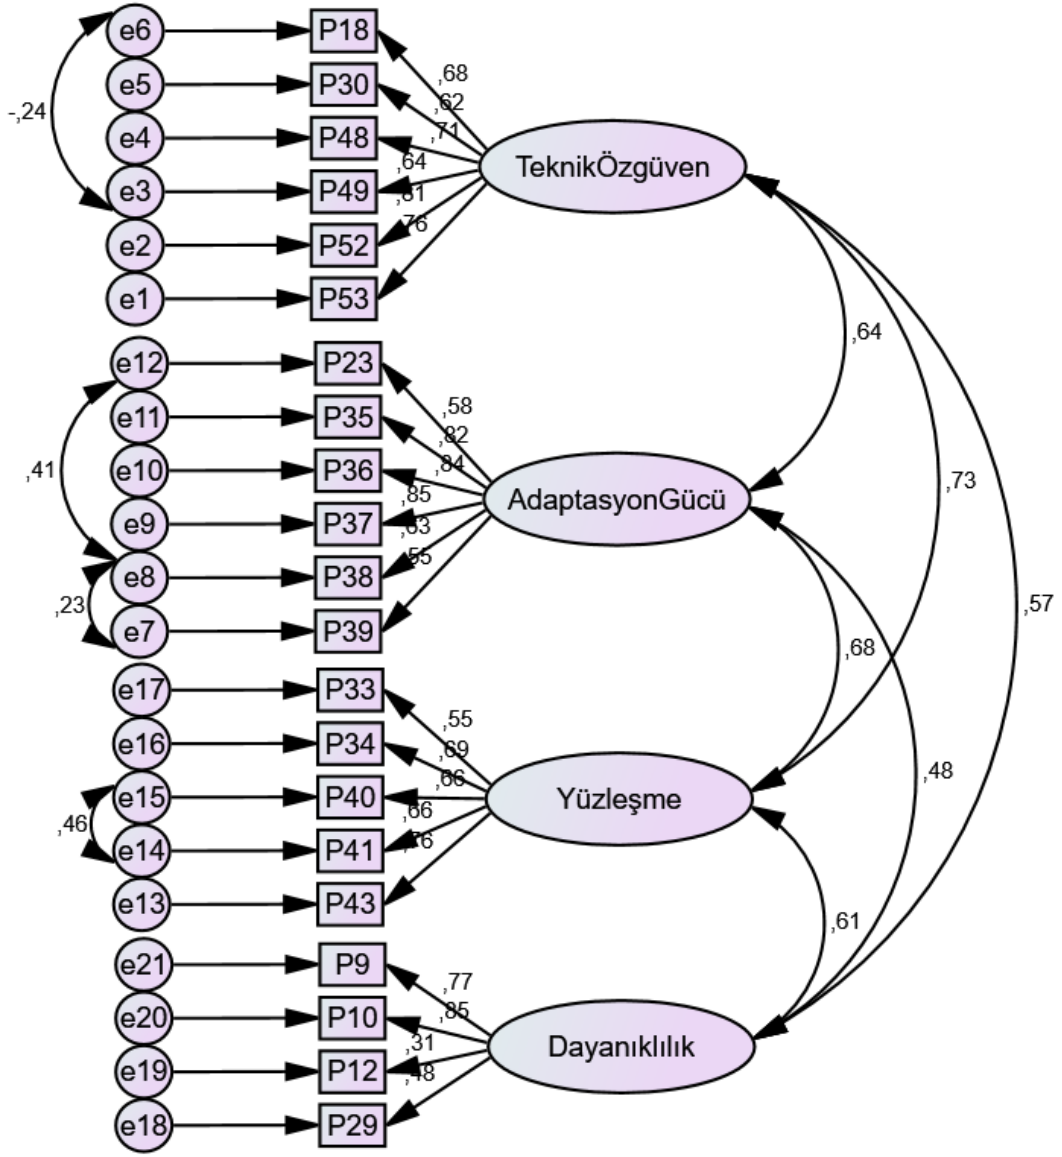 e6 P18
e5 P30
-,24
e4 P48
e3 P49
e2 P52
e1 P53
,68
,62
,71
,64
,81
,76
TeknikÖzgüven
e12 P23
e11 P35
,41
e10 P36
e9 P37
e8 P38
,23
e7 P39
,58
,82
,84
,85
,63
,55
AdaptasyonGücü
e17 P33
e16 P34
e15 P40
,46
e14 P41
e13 P43
,55
,69
,66
,66
,76
Yüzleşme
e21 P9
e20 P10
e19 P12
e18 P29
,77
,85
,31
,48
Dayanıklılık
,64
,73
,57
,68
,48
,61